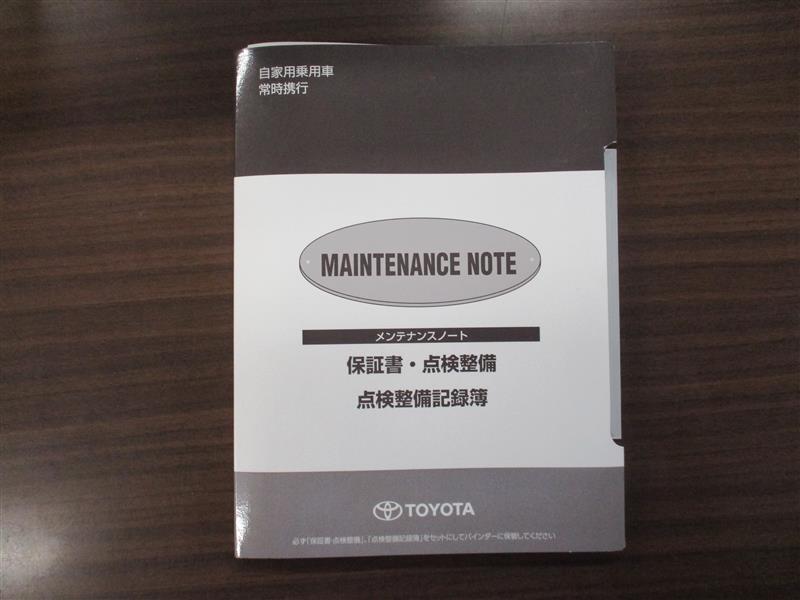 自家用乗用車
常時携行
MAINTENANCE NOTE
メンテナンスノート
保証書・点検整備
点検整備記録簿
TOYOTA
必ず「保証書・点検整備」、「点検整備記録簿」をセットにしてバインダーに保管してください